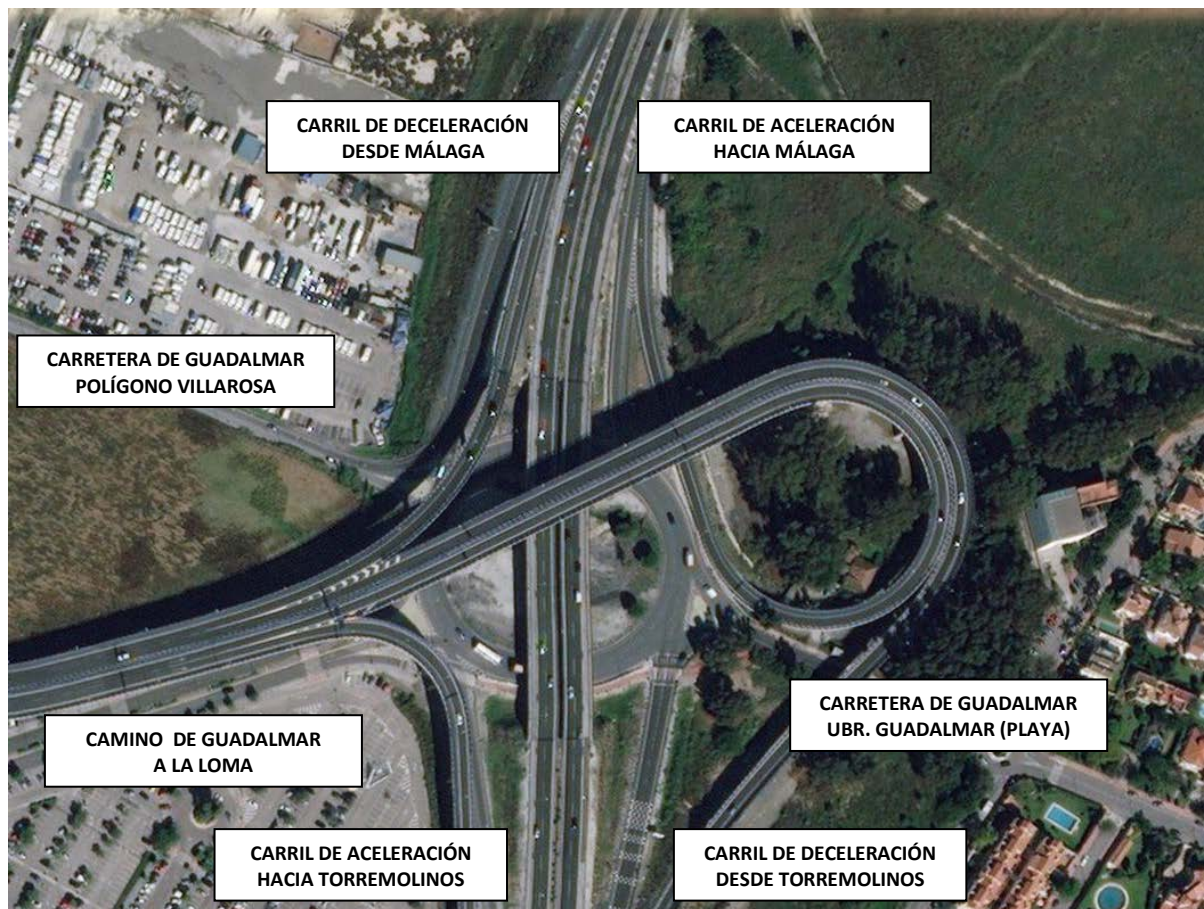 CARRIL DE DECELERACIÓN
DESDE MÁLAGA
CARRIL DE ACELERACIÓN
HACIA MÁLAGA
CARRETERA DE GUADALMAR
POLÍGONO VILLAROSA
CARRETERA DE GUADALMAR
UBR. GUADALMAR (PLAYA)
CAMINO DE GUADALMAR
A LA LOMA
CARRIL DE ACELERACIÓN
HACIA TORREMOLINOS
CARRIL DE DECELERACIÓN
DESDE TORREMOLINOS